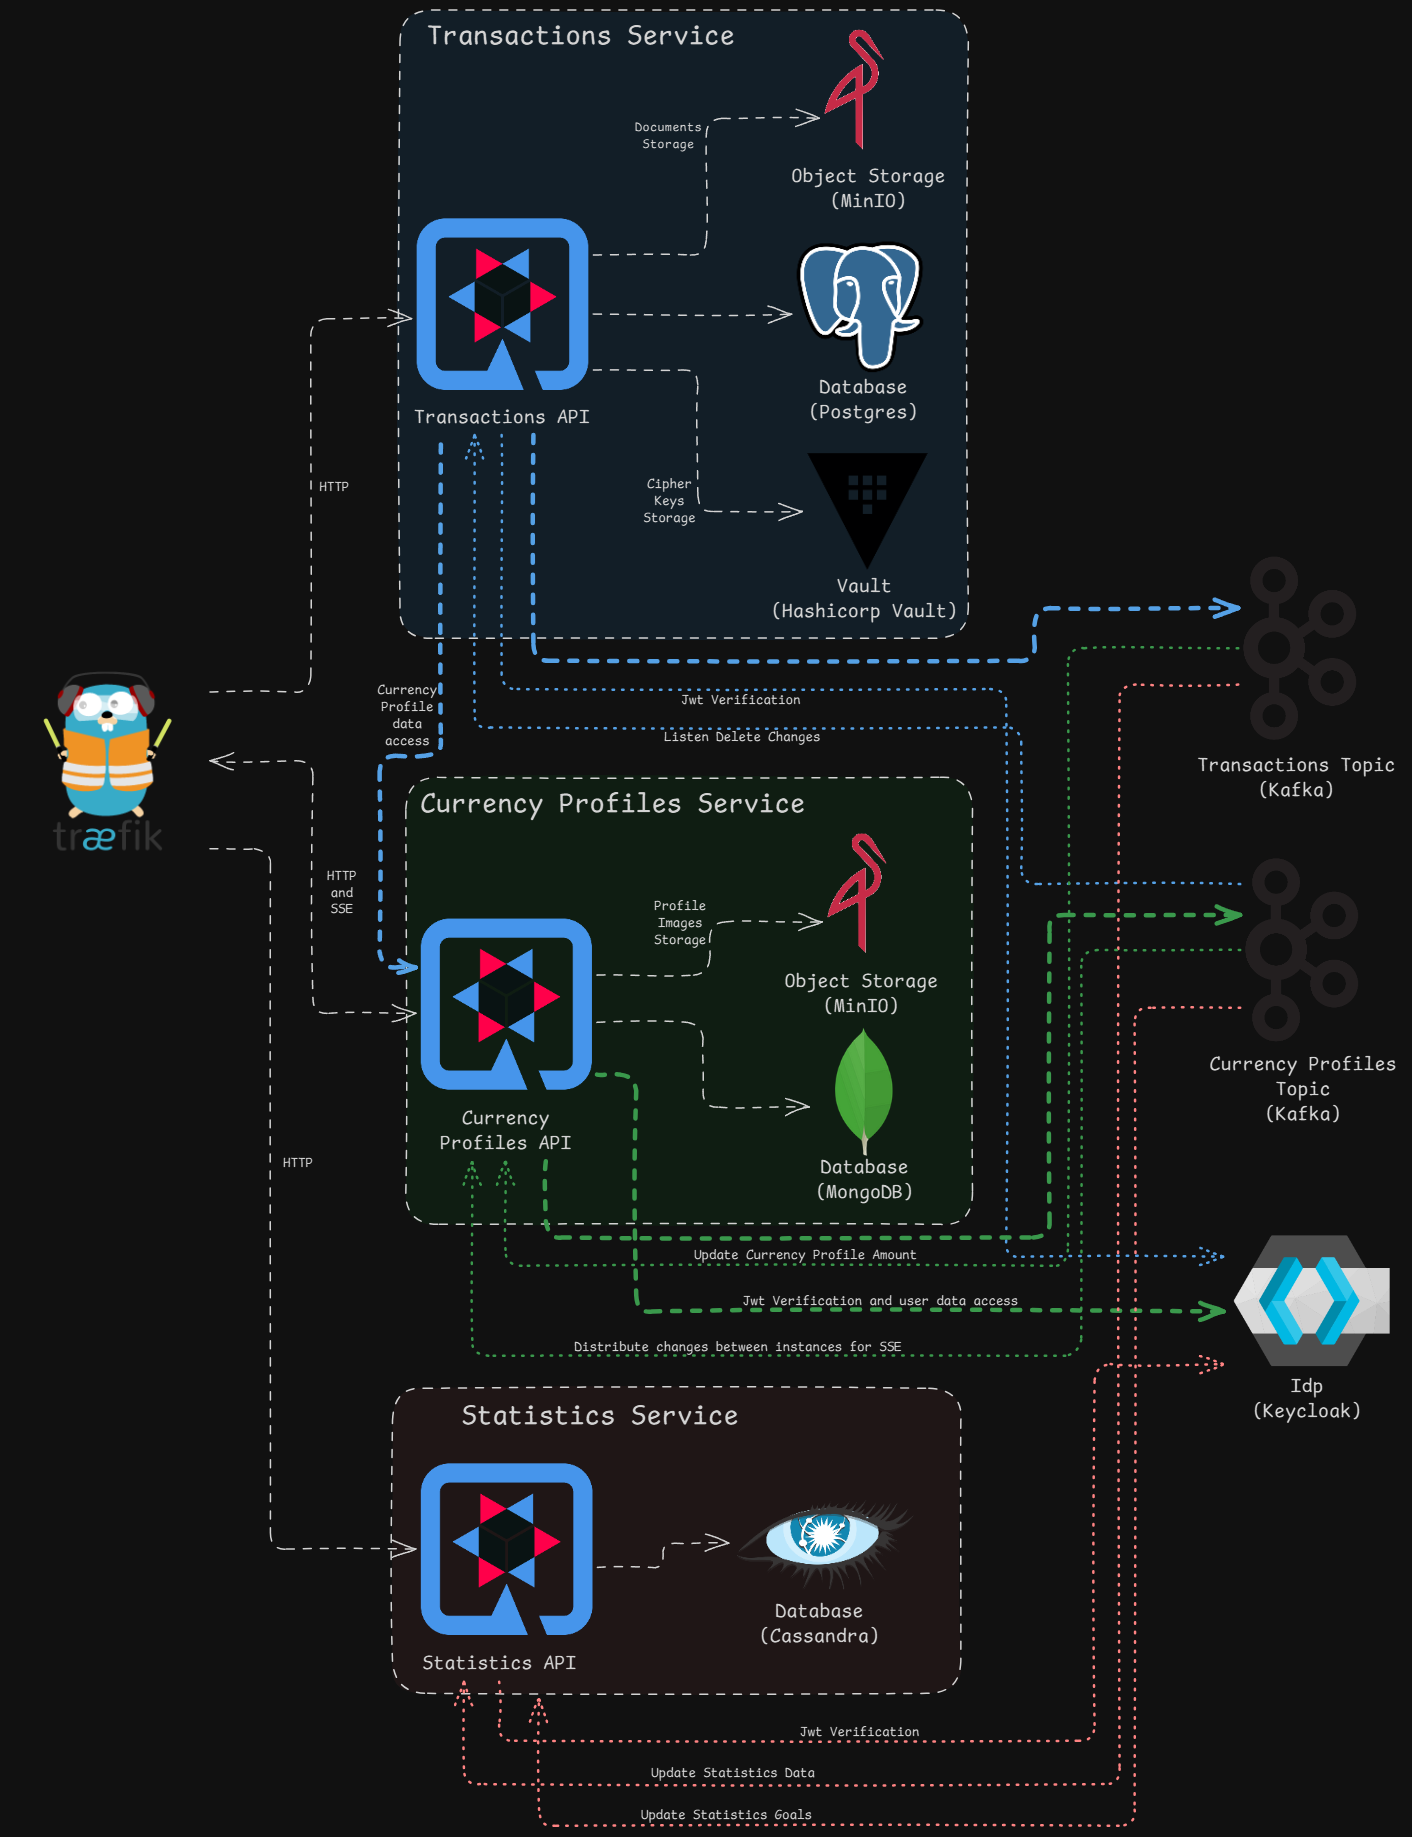 Transactions Service
Documents
Storage
Object Storage
(MinIO)
Database
(Postgres)
Transactions API
HTTP
Cipher
Keys
Storage
Vault
(Hashicorp Vault)
Currency
Profile
data
access
Jwt Verification
Listen Delete Changes
Transactions Topic
(Kafka)
træfik
Currency Profiles Service
HTTP
and
SSE
Profile
Images
Storage
Object Storage
(MinIO)
Currency Profiles
Topic
(Kafka)
Currency
Profiles API
Database
(MongoDB)
HTTP
Update Currency Profile Amount
Jwt Verification and user data access
Distribute changes between instances for SSE
Idp
(Keycloak)
Statistics Service
Database
(Cassandra)
Statistics API
Jwt Verification
Update Statistics Data
Update Statistics Goals